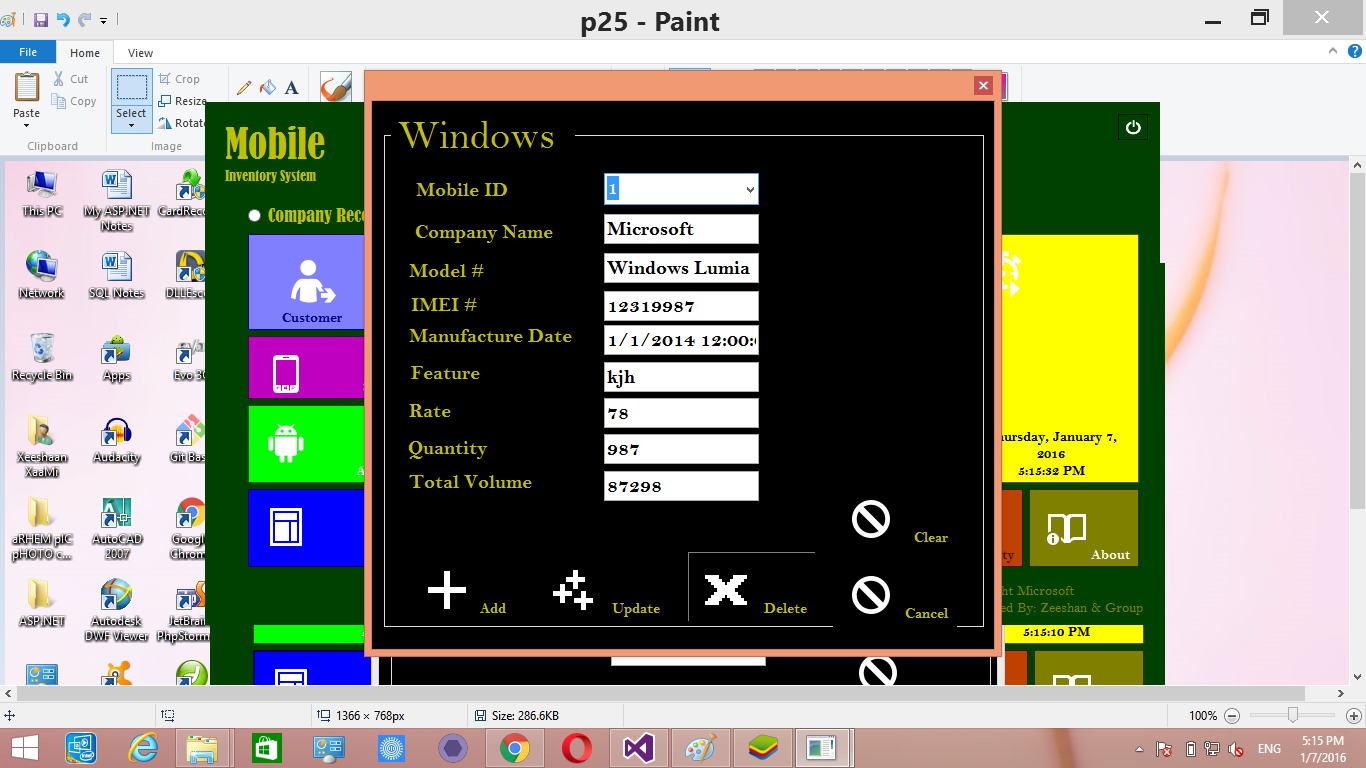 p25 - Paint
File Home View
Cut
Copy
Paste
Select
Crop
Resize
Rotate
Clipboard
Image
Mobile
Inventory System
Company Reco
Customer
This PC
My ASP.NET Notes
CardReco
Network
SQL Notes
DLLEsc
Recycle Bin
Apps
Evo 3G
Xeeshaan XaaMi
Audacity
Git Bas
aRHEM pIC pHOTO c...
AutoCAD 2007
Google Chrom
ASP.NET
Autodesk DWF Viewer
JetBrai PhpStorm
Windows
Mobile ID 1
Company Name Microsoft
Model # Windows Lumia
IMEI # 12319987
Manufacture Date 1/1/2014 12:00:
Feature kjh
Rate 78
Quantity 987
Total Volume 87298
Clear
Add
Update
Delete
Cancel
ursday, January 7,
2016
5:15:32 PM
ty
About
ht Microsoft
ed By: Zeeshan & Group
5:15:10 PM
1366 × 768px
Size: 286.6KB
100%
ENG
5:15 PM
1/7/2016